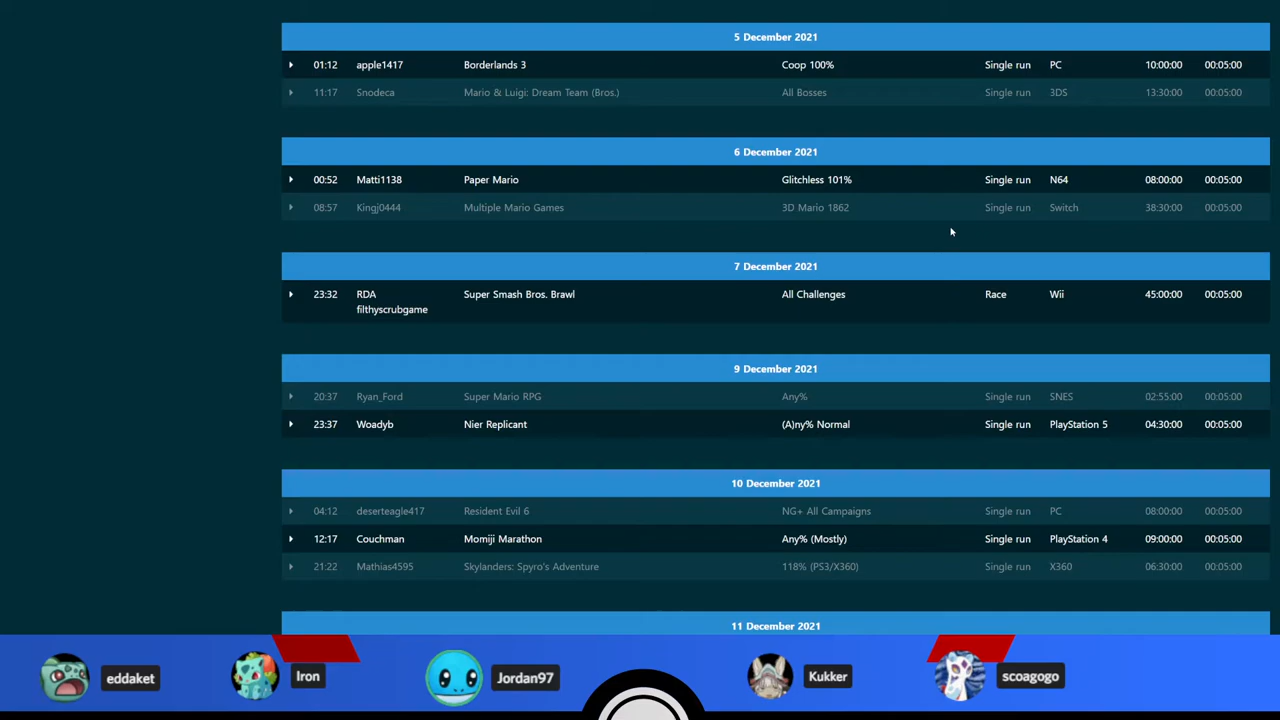 5 December 2021
01:12 apple1417 Borderlands 3 Coop 100% Single run PC 10:00:00 00:05:00
11:17 Snodeca Mario & Luigi: Dream Team (Bros.) All Bosses Single run 3DS 13:30:00 00:05:00
6 December 2021
00:52 Matti1138 Paper Mario Glitchless 101% Single run N64 08:00:00 00:05:00
08:57 Kingj0444 Multiple Mario Games 3D Mario 1862 Single run Switch 38:30:00 00:05:00
7 December 2021
23:32 RDA Super Smash Bros. Brawl All Challenges Race Wii 45:00:00 00:05:00
filthyscrubgame
9 December 2021
20:37 Ryan_Ford Super Mario RPG Any% Single run SNES 02:55:00 00:05:00
23:37 Woadyb Nier Replicant (A)ny% Normal Single run PlayStation 5 04:30:00 00:05:00
10 December 2021
04:12 deserteagle417 Resident Evil 6 NG+ All Campaigns Single run PC 08:00:00 00:05:00
12:17 Couchman Momiji Marathon Any% (Mostly) Single run PlayStation 4 09:00:00 00:05:00
21:22 Mathias4595 Skylanders: Spyro's Adventure 118% (PS3/X360) Single run X360 06:30:00 00:05:00
11 December 2021
eddaket Iron Jordan97 Kukker scoagogo